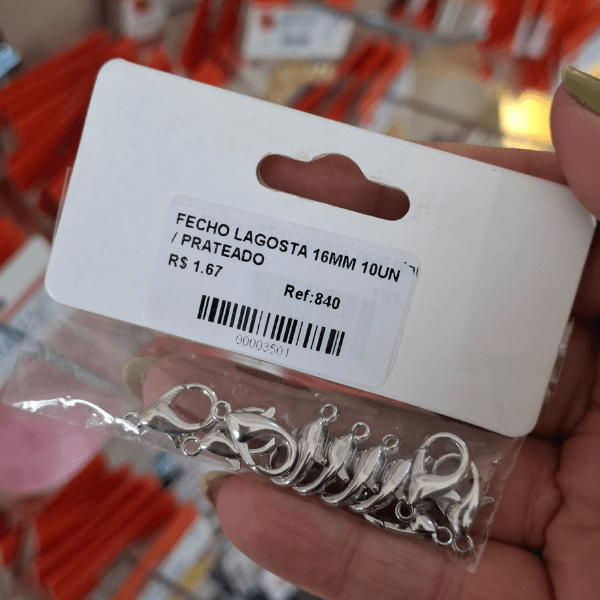 FECHO LAGOSTA 16MM 10UN
/ PRATEADO
R$ 1.67
Ref:840
00003501